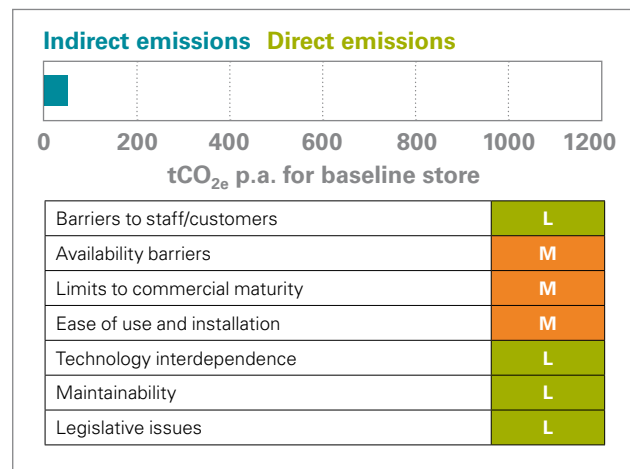 Indirect emissions Direct emissions
0 200 400 600 800 1000 1200
tCO2e p.a. for baseline store
Barriers to staff/customers L
Availability barriers M
Limits to commercial maturity M
Ease of use and installation M
Technology interdependence L
Maintainability L
Legislative issues L